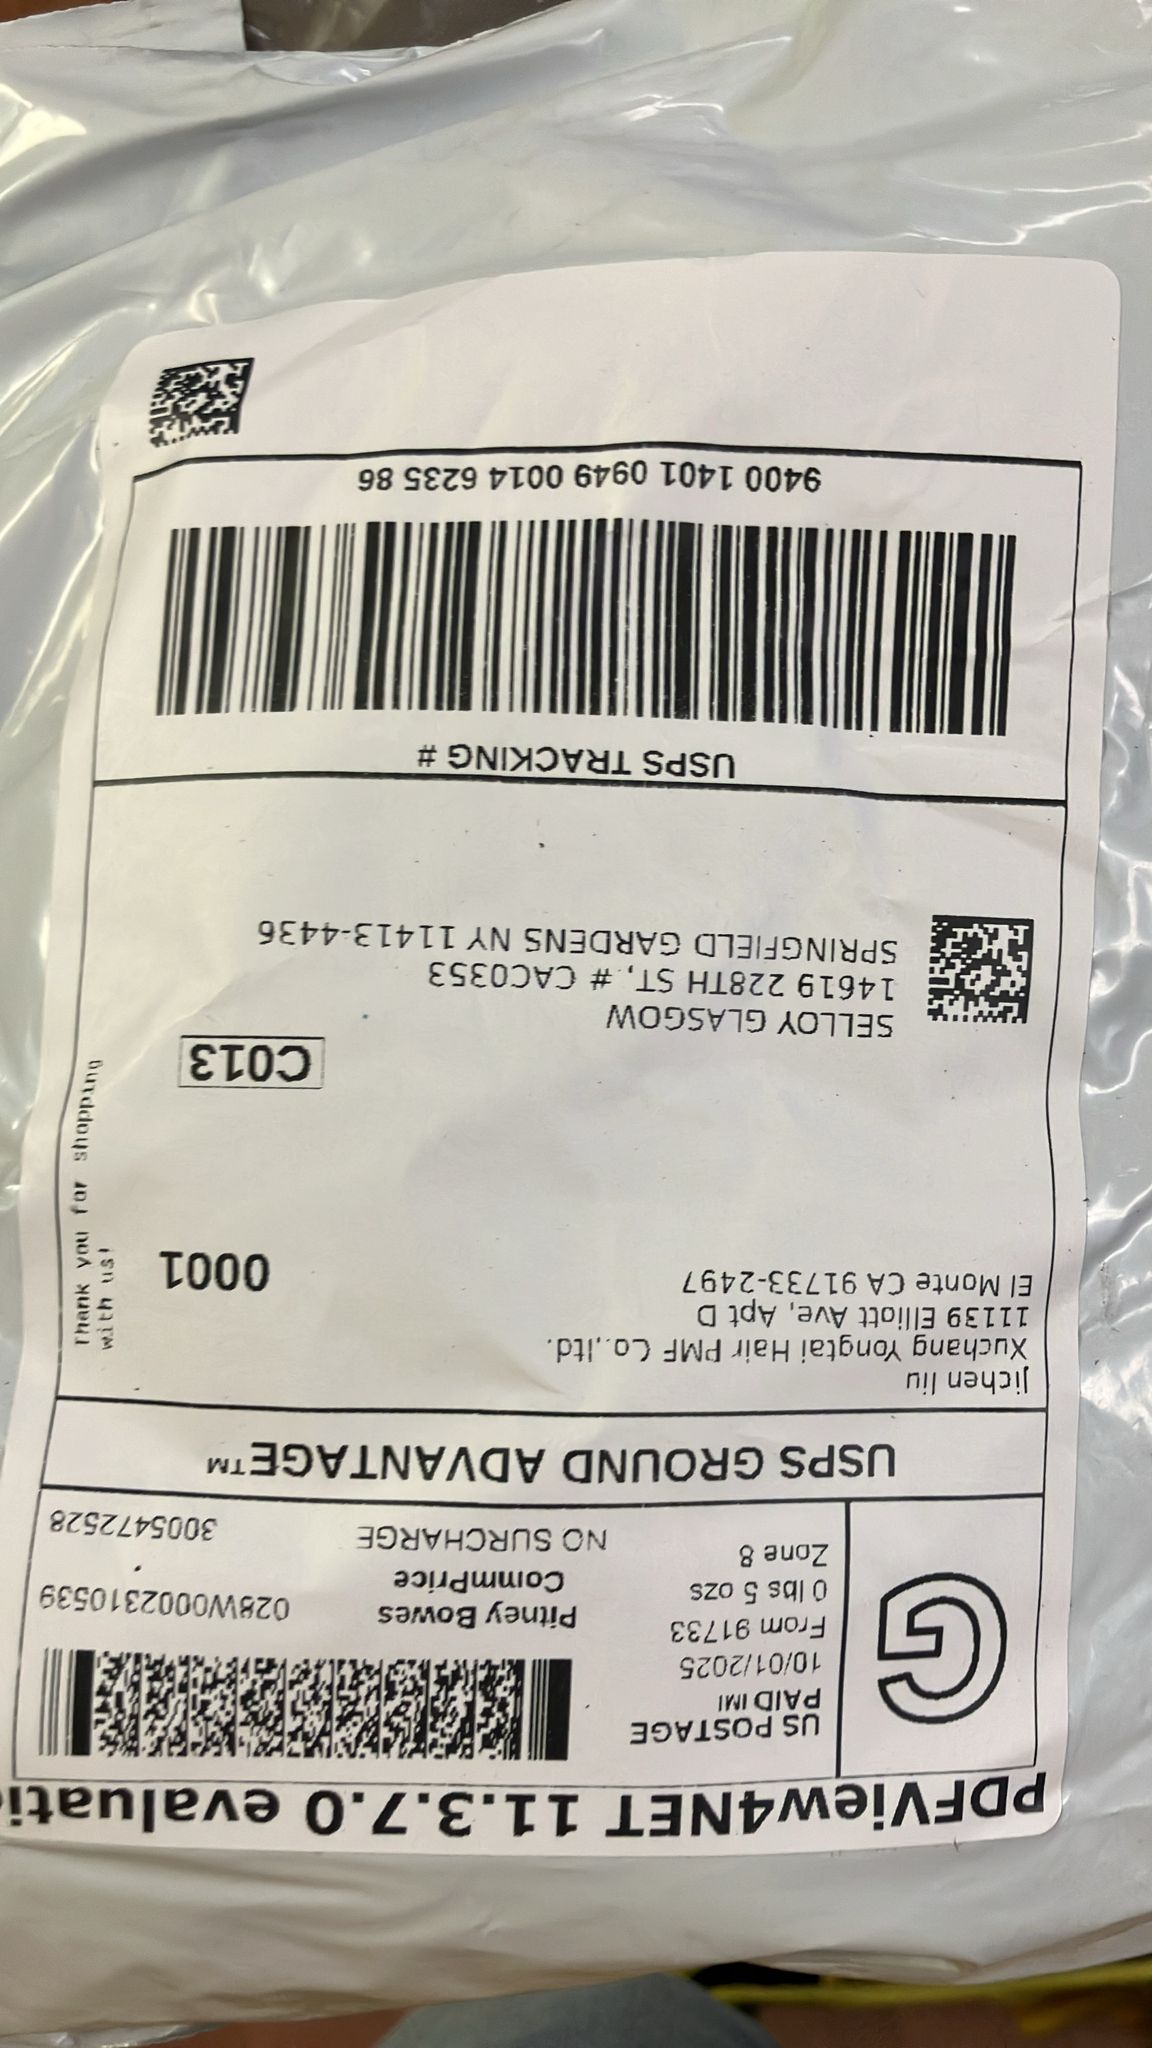 PDFView4NET 11.3.7.0 evaluati
G
US POSTAGE
PAID IMI
10/01/2025
From 91733
0 lbs 5 ozs
Zone 8
Pitney Bowes
CommPrice
NO SURCHARGE
028W0002310539
3005472528
USPS GROUND ADVANTAGE™
jichen liu
Xuchang Yongtai Hair PMF Co.,ltd.
11139 Elliott Ave, Apt D
El Monte CA 91733-2497
0001
Thank you for shopping
with us!
C013
SELLOY GLASGOW
14619 228TH ST, # CAC0353
SPRINGFIELD GARDENS NY 11413-4436
USPS TRACKING #
9400 1401 0949 0014 6235 86